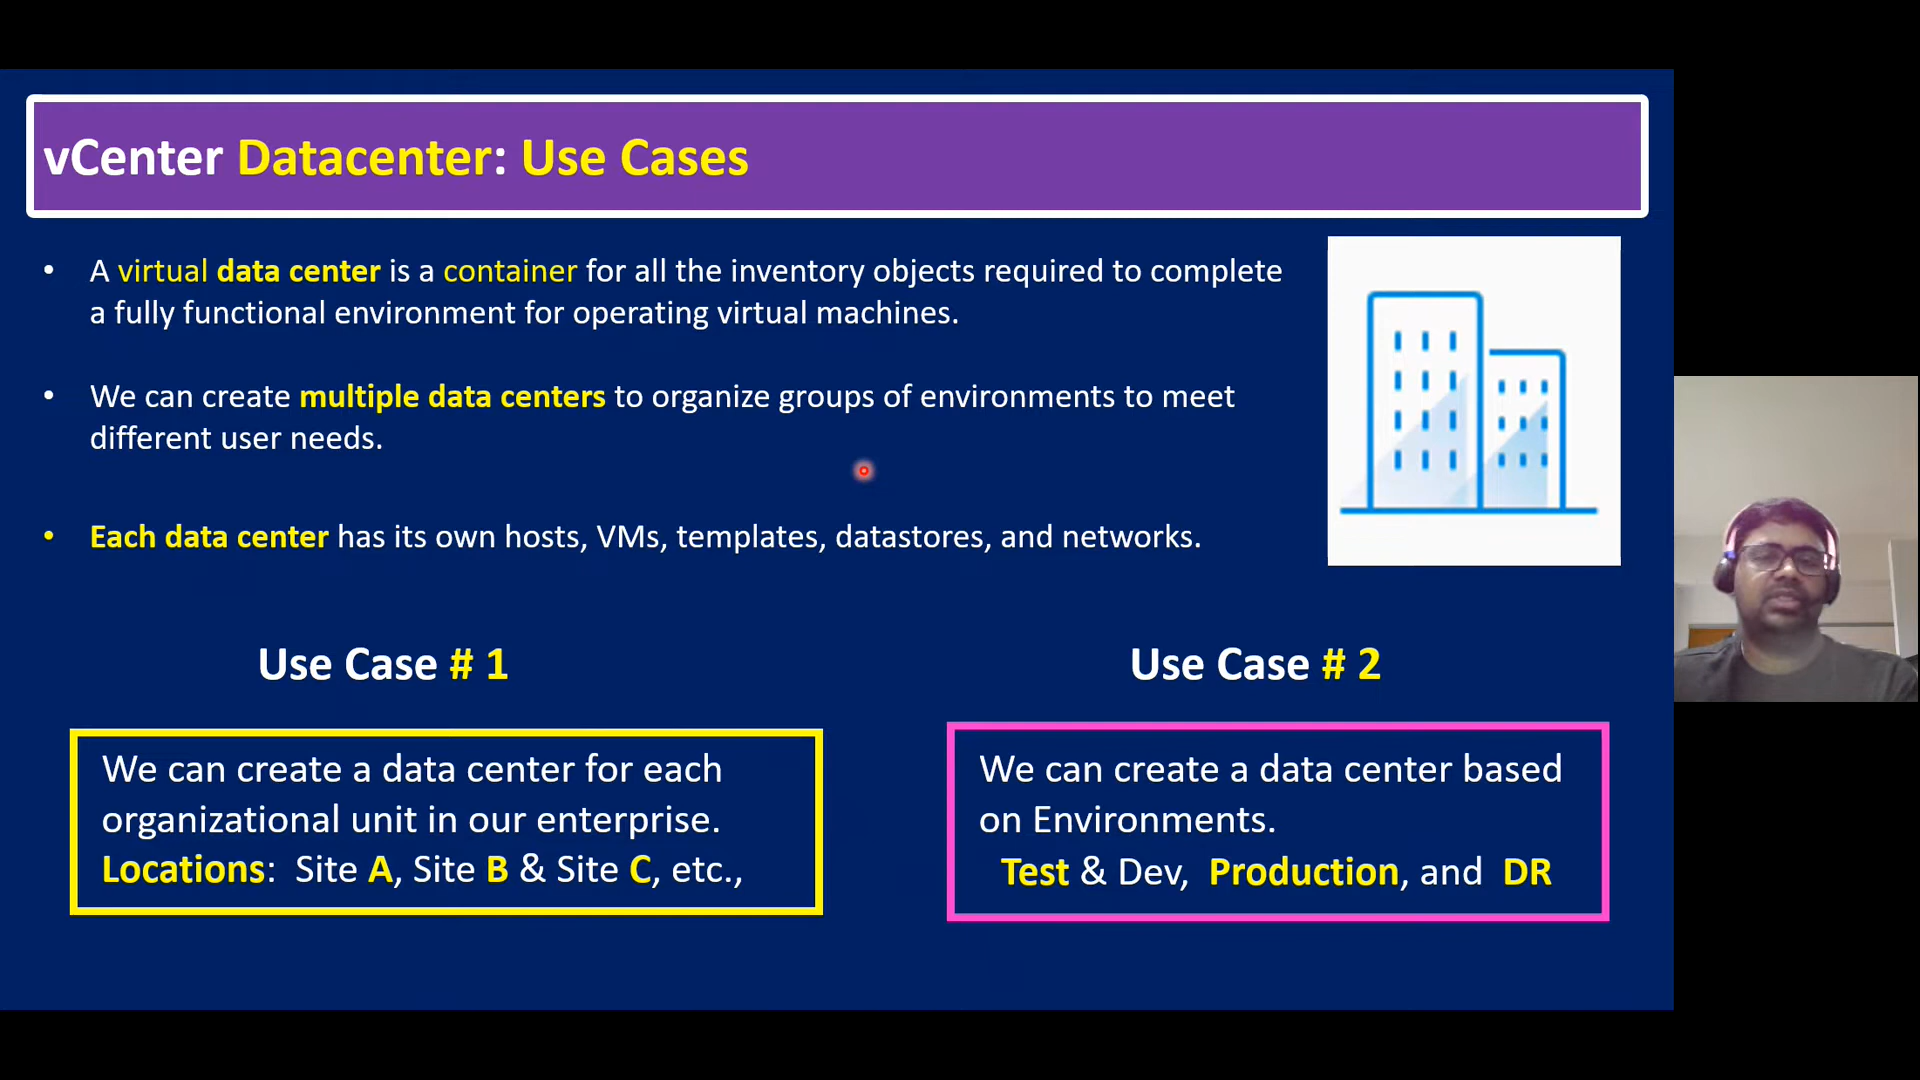 vCenter Datacenter: Use Cases
• A virtual data center is a container for all the inventory objects required to complete
a fully functional environment for operating virtual machines.
• We can create multiple data centers to organize groups of environments to meet
different user needs.
• Each data center has its own hosts, VMs, templates, datastores, and networks.
Use Case # 1
We can create a data center for each
organizational unit in our enterprise.
Locations: Site A, Site B & Site C, etc.,
Use Case # 2
We can create a data center based
on Environments.
Test & Dev, Production, and DR